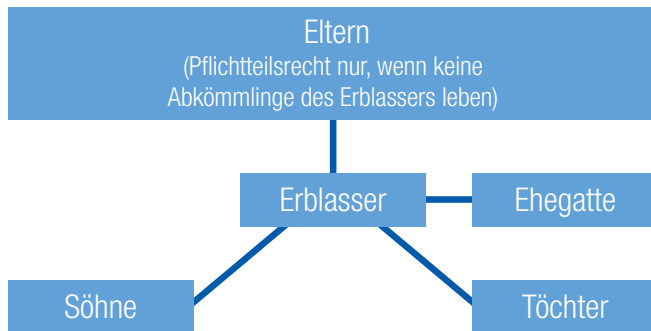 Eltern
(Pflichtteilsrecht nur, wenn keine
Abkömmlinge des Erblassers leben)
Erblasser
Ehegatte
Söhne
Töchter